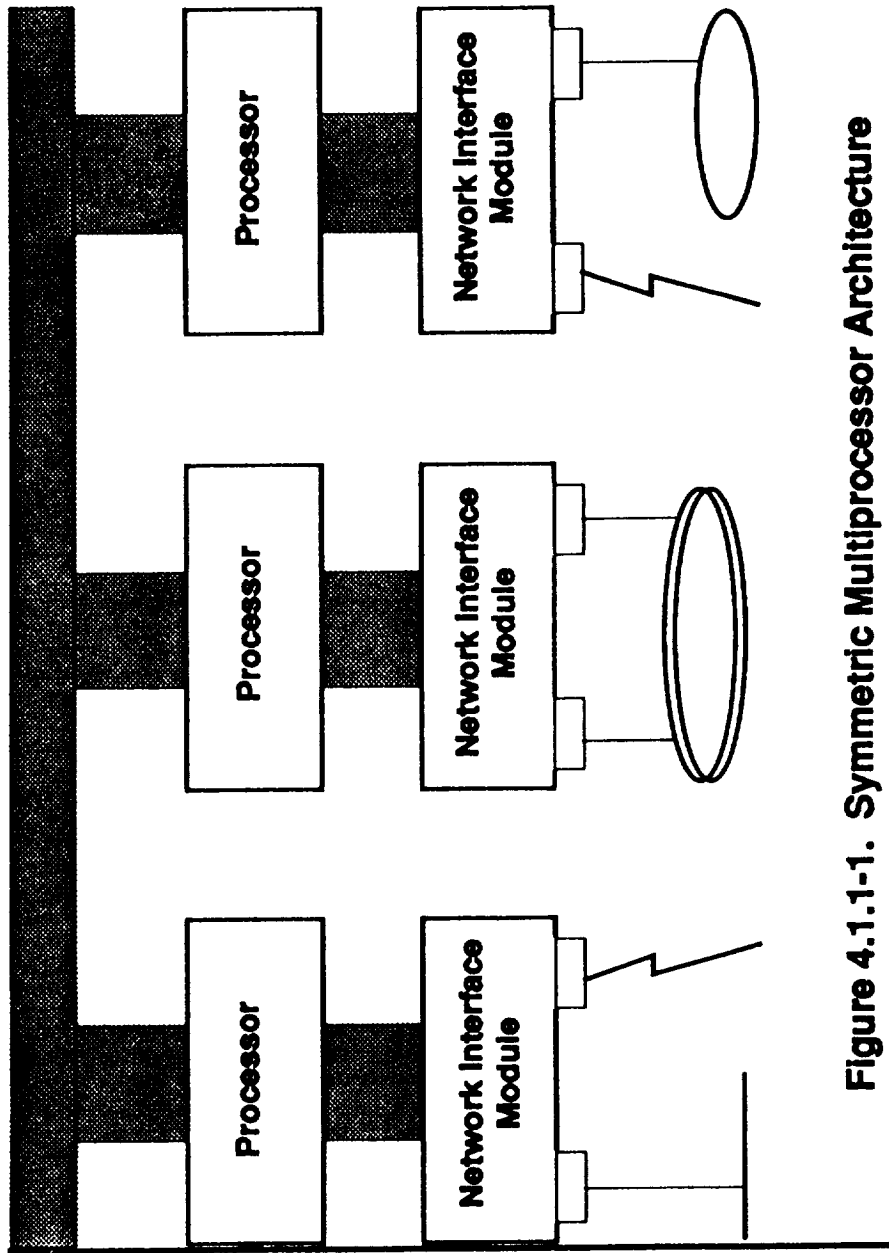 Processor
Processor
Processor
Network Interface
Module
Network Interface
Module
Network Interface
Module
Figure 4.1.1-1. Symmetric Multiprocessor Architecture